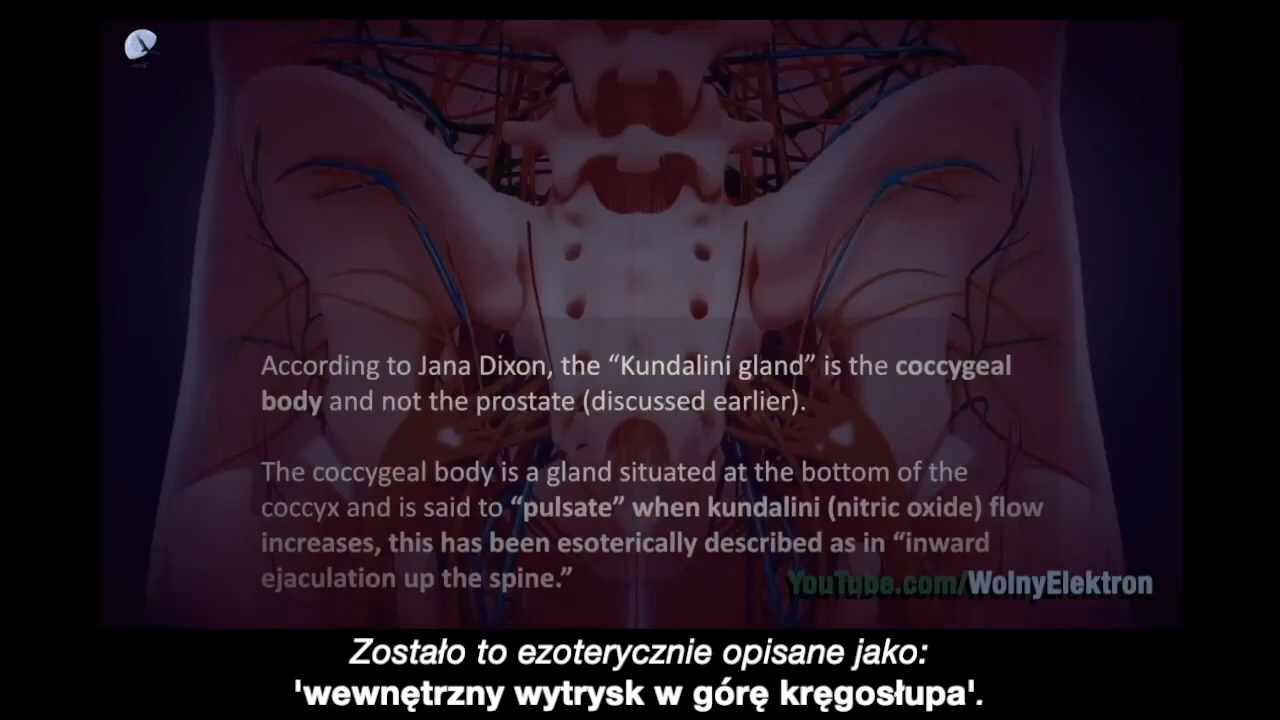 According to Jana Dixon, the “Kundalini gland” is the coccygeal
body and not the prostate (discussed earlier).
The coccygeal body is a gland situated at the bottom of the
coccyx and is said to “pulsate” when kundalini (nitric oxide) flow
increases, this has been esoterically described as in “inward
ejaculation up the spine.”
YouTube.com/WolnyElektron
Zostało to ezoterycznie opisane jako:
'wewnętrzny wytrysk w górę kręgosłupa'.